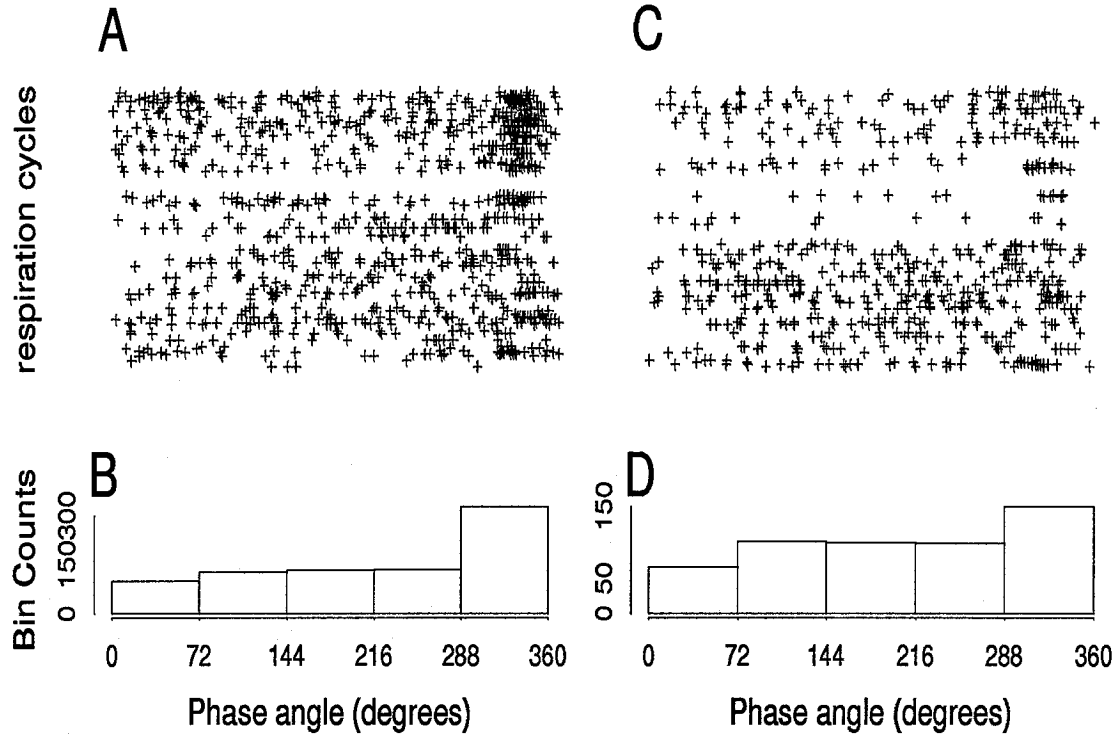 A
C
respiration cycles
B
D
Bin Counts
0 150300
0 50 150
0 72 144 216 288 360
0 72 144 216 288 360
Phase angle (degrees)
Phase angle (degrees)